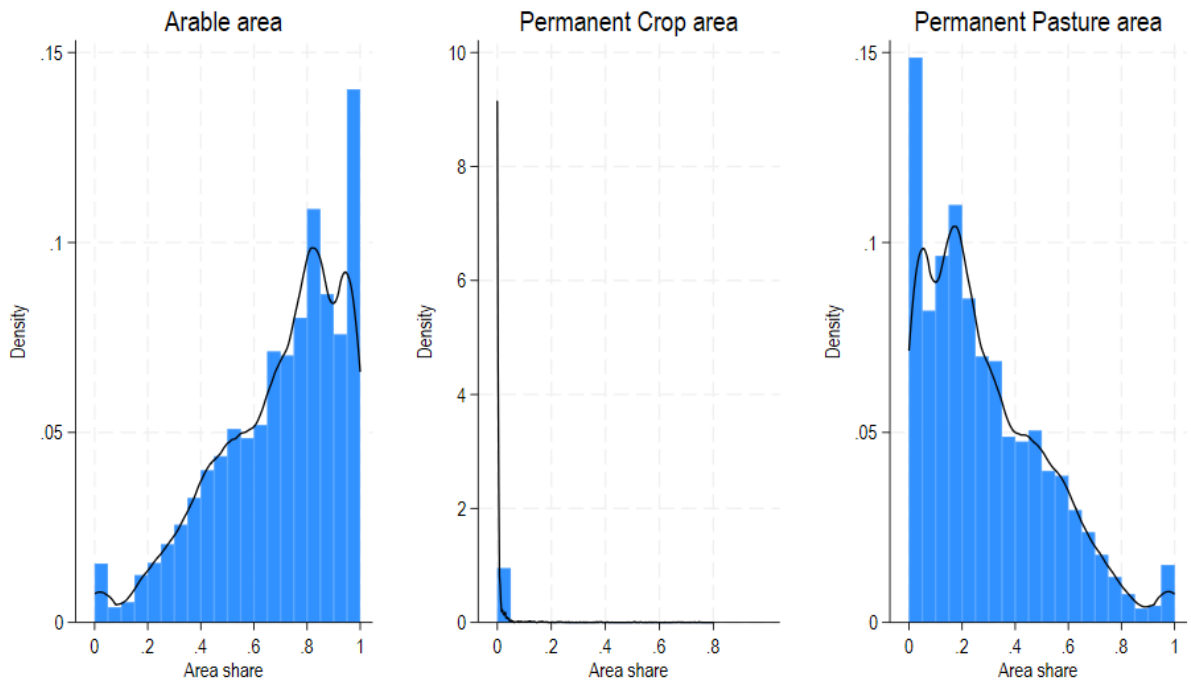 Arable area
.15
.1
.05
0
Density
0 .2 .4 .6 .8 1
Area share
Permanent Crop area
10
8
6
4
2
0
Density
0 .2 .4 .6 .8
Area share
Permanent Pasture area
.15
.1
.05
0
Density
0 .2 .4 .6 .8 1
Area share